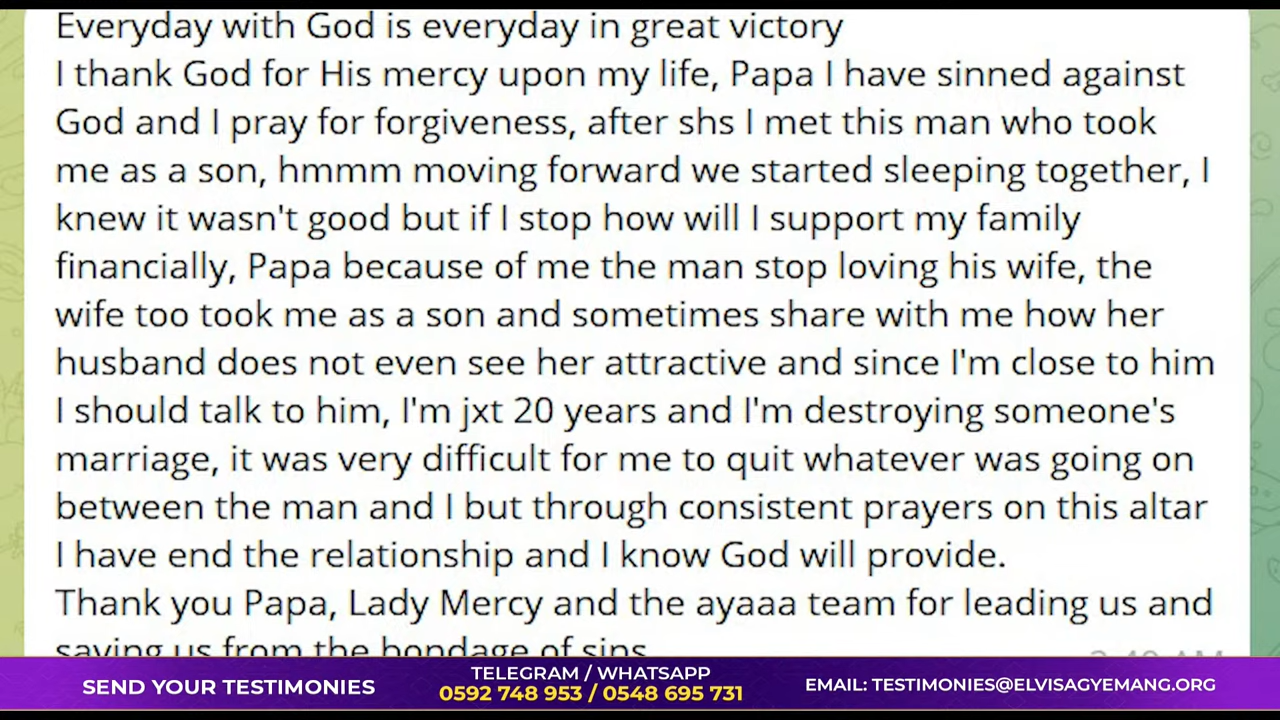 Everyday with God is everyday in great victory
I thank God for His mercy upon my life, Papa I have sinned against
God and I pray for forgiveness, after shs I met this man who took
me as a son, hmmm moving forward we started sleeping together, I
knew it wasn't good but if I stop how will I support my family
financially, Papa because of me the man stop loving his wife, the
wife too took me as a son and sometimes share with me how her
husband does not even see her attractive and since I'm close to him
I should talk to him, I'm jxt 20 years and I'm destroying someone's
marriage, it was very difficult for me to quit whatever was going on
between the man and I but through consistent prayers on this altar
I have end the relationship and I know God will provide.
Thank you Papa, Lady Mercy and the ayaaa team for leading us and
saving us from the bondage of sins
SEND YOUR TESTIMONIES
TELEGRAM / WHATSAPP
0592 748 953 / 0548 695 731
EMAIL: TESTIMONIES@ELVISAGYEMANG.ORG